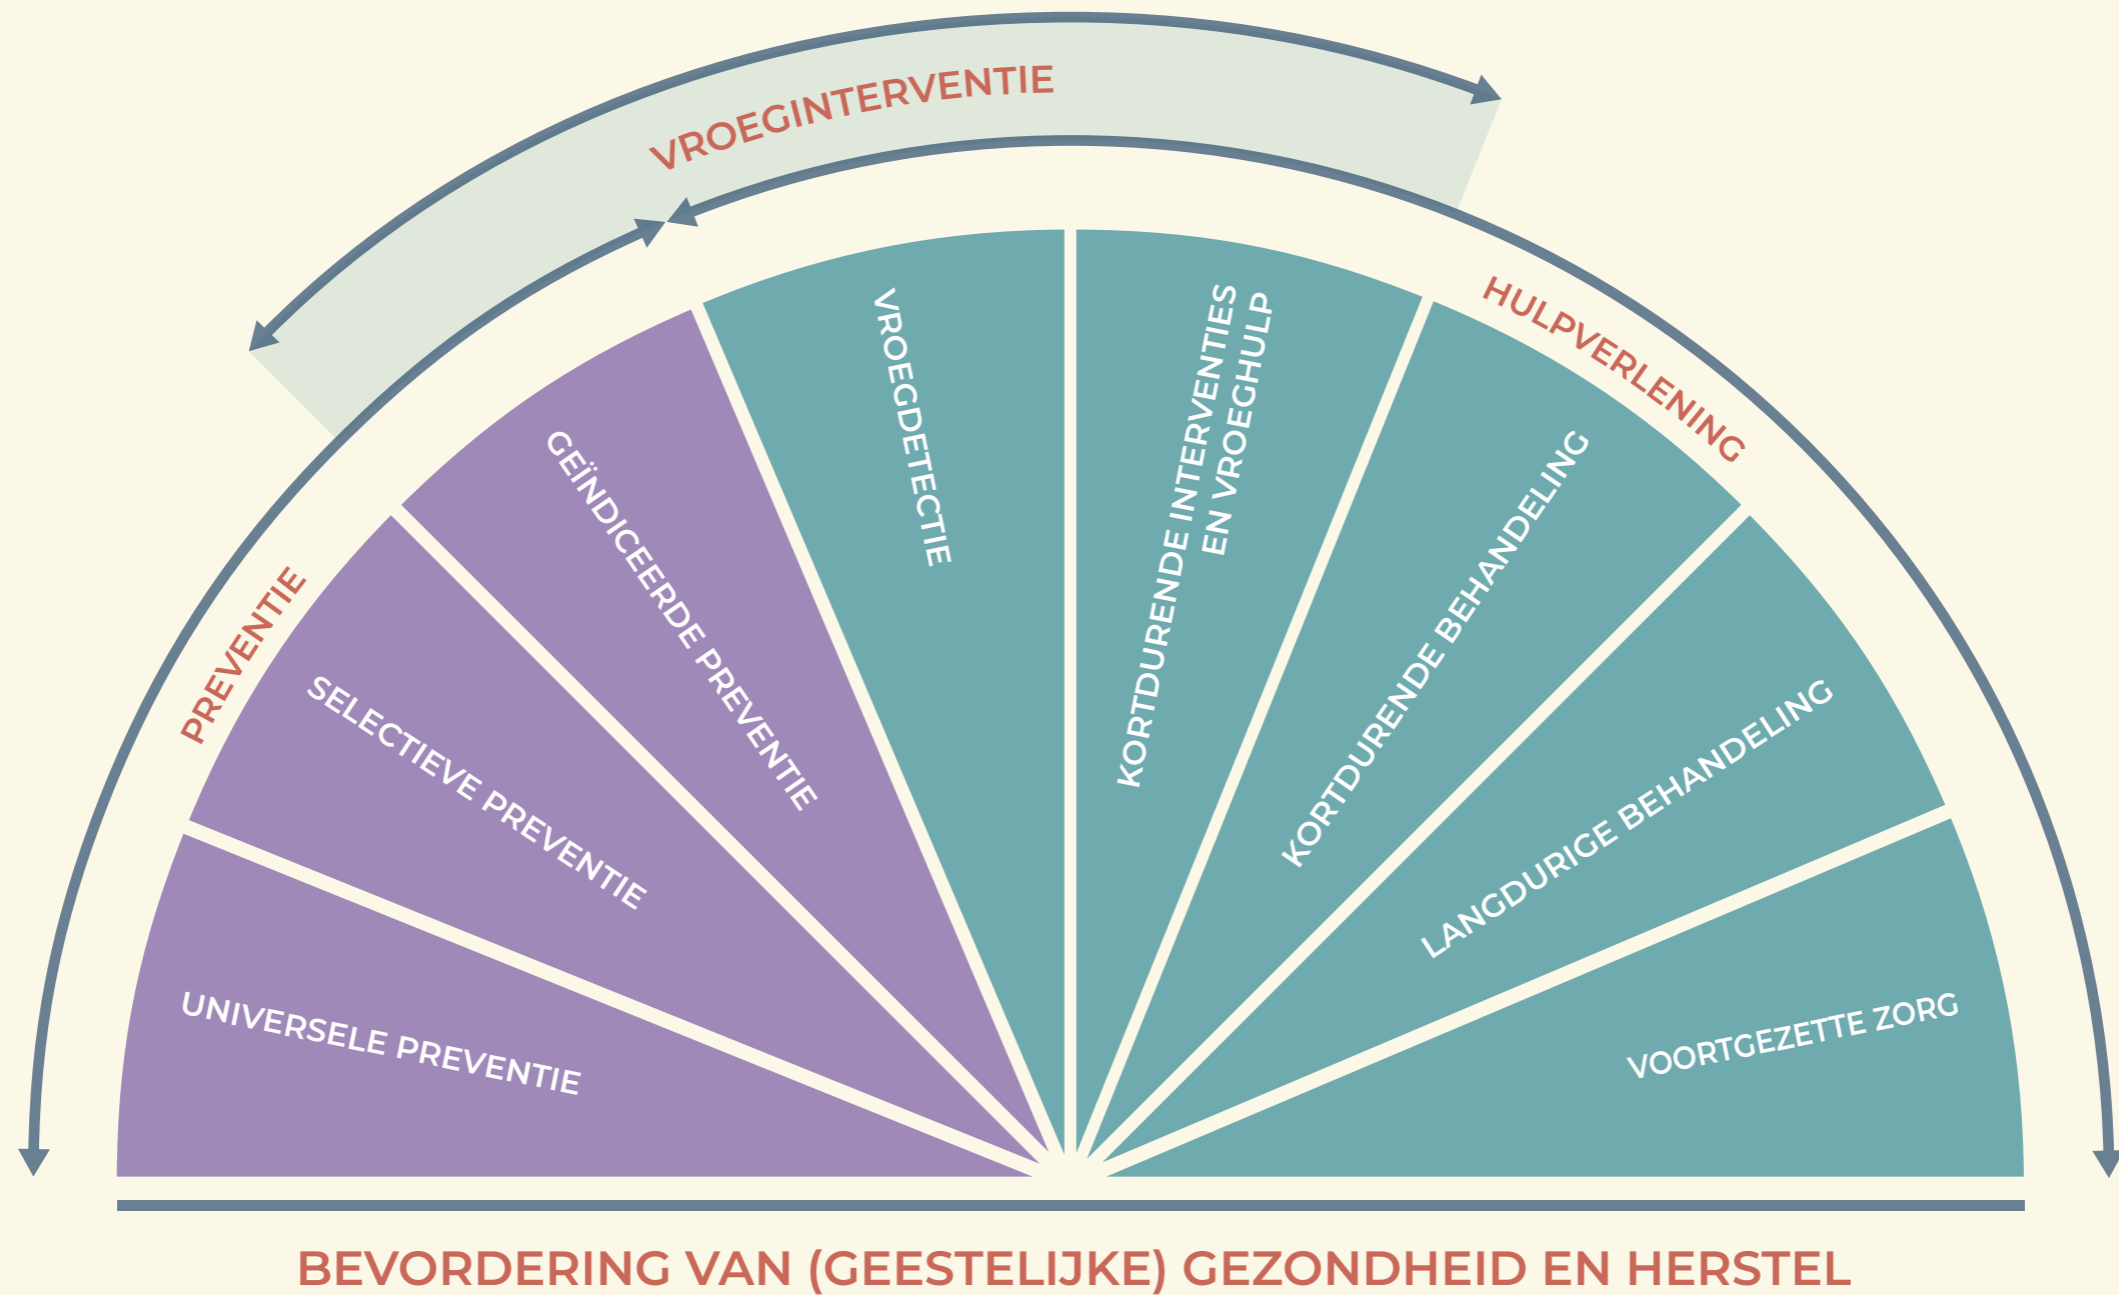 VROEGINTERVENTIE
PREVENTIE
HULPVERLENING
UNIVERSELE PREVENTIE
SELECTIEVE PREVENTIE
GEÏNDICEERDE PREVENTIE
VROEGDETECTIE
KORTDURENDE INTERVENTIES
EN VROEGHULP
KORTDURENDE BEHANDELING
LANGDURIGE BEHANDELING
VOORTGEZETTE ZORG
BEVORDERING VAN (GEESTELIJKE) GEZONDHEID EN HERSTEL